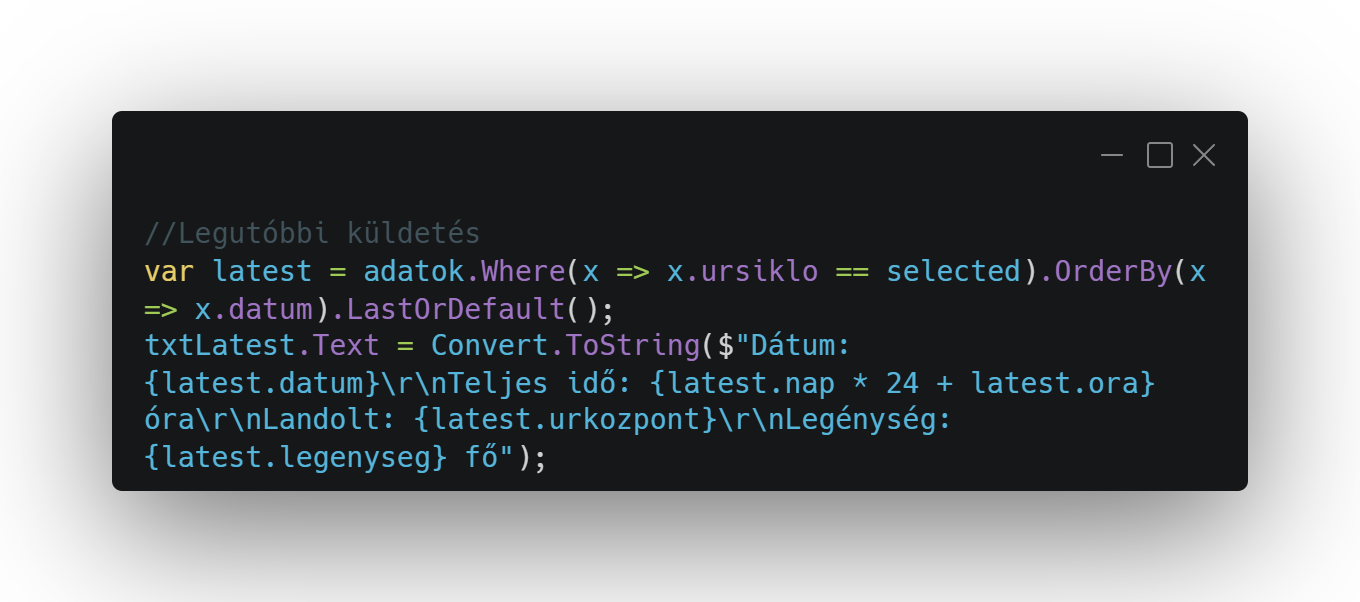 //Legutóbbi küldetés
var latest = adatok.Where(x => x.ursiklo == selected).OrderBy(x
=> x.datum).LastOrDefault();
txtLatest.Text = Convert.ToString($"Dátum:
{latest.datum}\r\nTeljes idő: {latest.nap * 24 + latest.ora}
óra\r\nLandolt: {latest.urkozpont}\r\nLegénység:
{latest.legenyseg} fő");